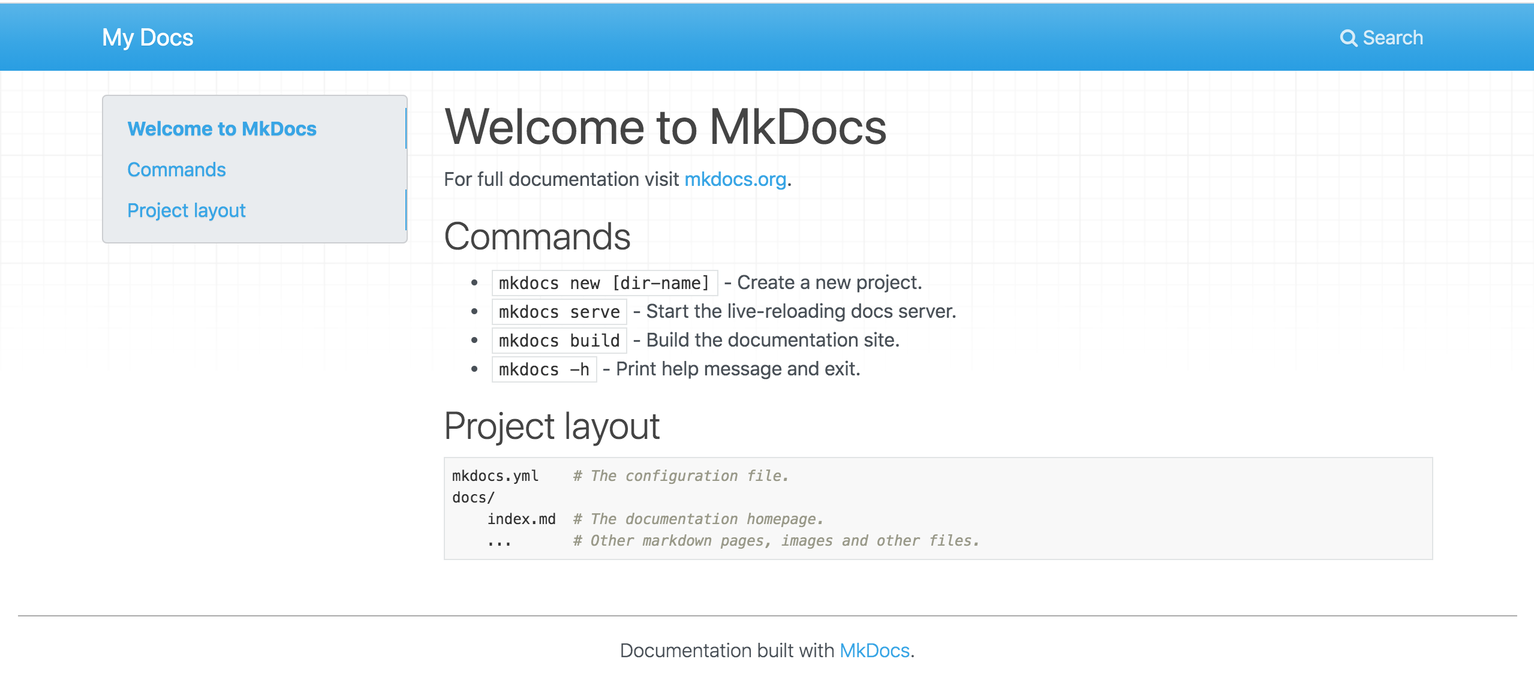 My Docs
Search
Welcome to MkDocs
Commands
Project layout
Welcome to MkDocs
For full documentation visit mkdocs.org.
Commands
• mkdocs new [dir-name] - Create a new project.
• mkdocs serve - Start the live-reloading docs server.
• mkdocs build - Build the documentation site.
• mkdocs -h - Print help message and exit.
Project layout
mkdocs.yml    # The configuration file.
docs/
    index.md  # The documentation homepage.
    ...       # Other markdown pages, images and other files.
Documentation built with MkDocs.